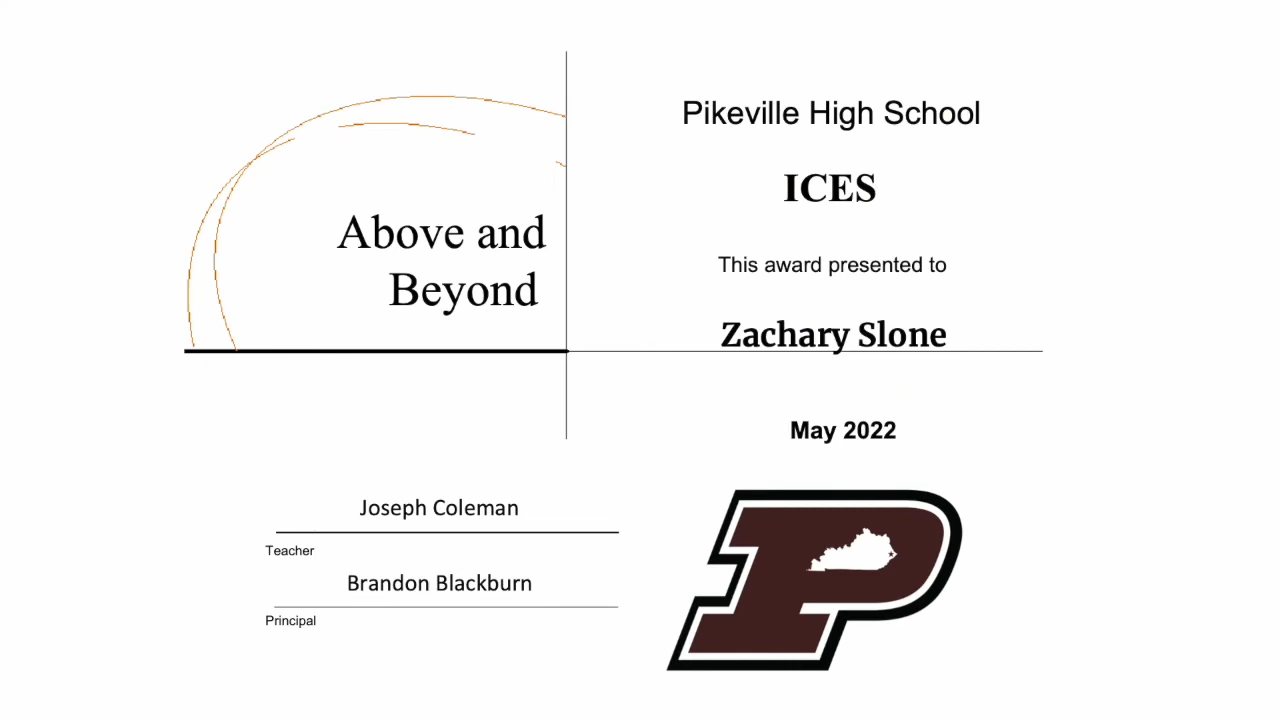 Above and
Beyond
Pikeville High School
ICES
This award presented to
Zachary Slone
May 2022
Joseph Coleman
Teacher
Brandon Blackburn
Principal
P